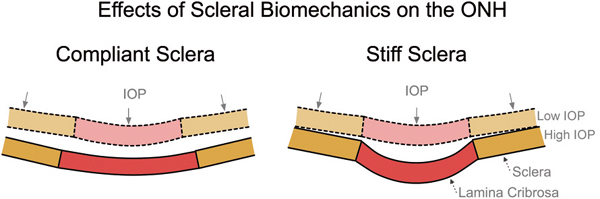 Effects of Scleral Biomechanics on the ONH
Compliant Sclera
Stiff Sclera
IOP
IOP
Low IOP
High IOP
Sclera
Lamina Cribrosa